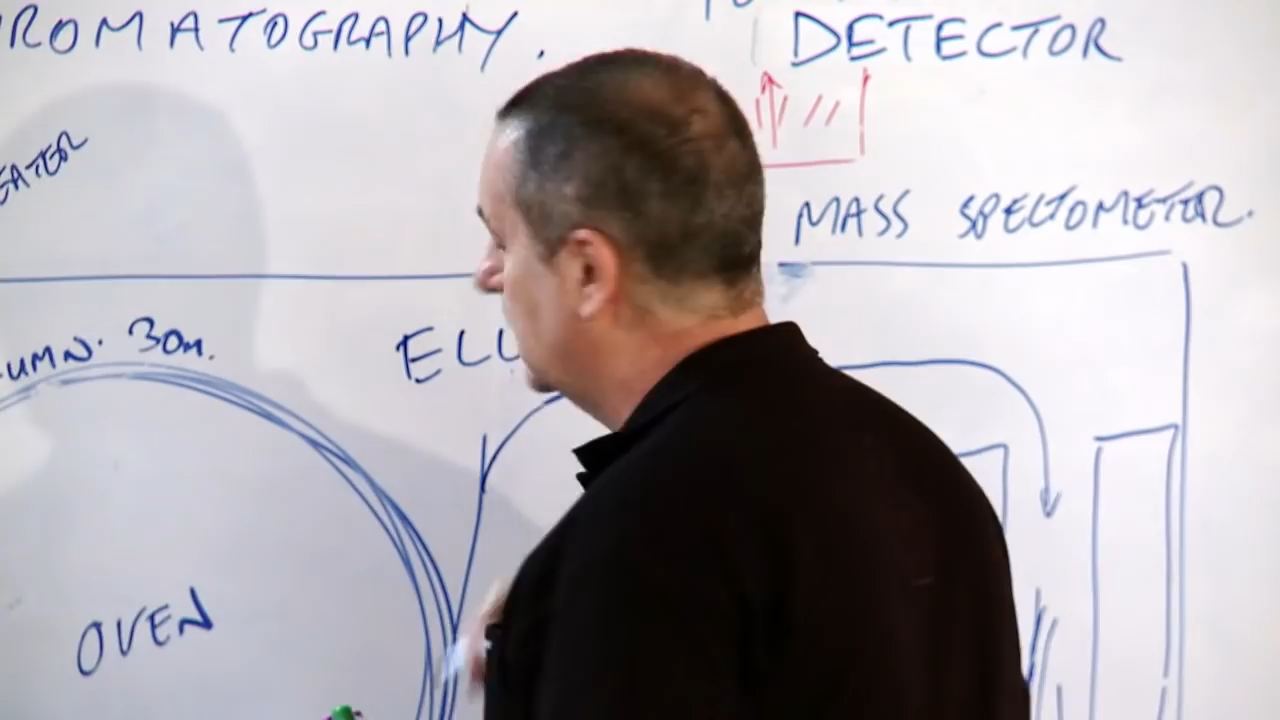 ROMATOGRAPHY. DETECTOR
EATER
MASS SPECTOMETER.
UMN. 30m.
ELU
OVEN